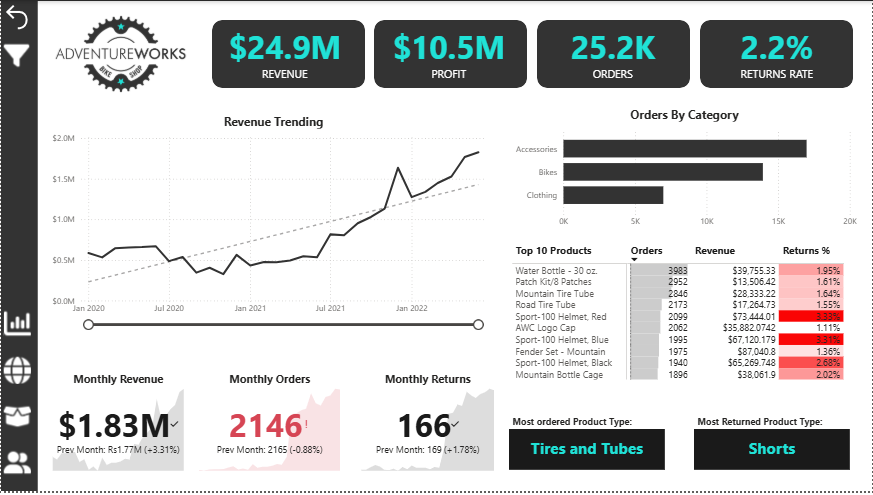 ADVENTUREWORKS
BIKE SHOP
$24.9M
REVENUE
$10.5M
PROFIT
25.2K
ORDERS
2.2%
RETURNS RATE
Revenue Trending
$2.0M
$1.5M
$1.0M
$0.5M
$0.0M
Jan 2020 Jul 2020 Jan 2021 Jul 2021 Jan 2022
Orders By Category
Accessories
Bikes
Clothing
0K 5K 10K 15K 20K
Top 10 Products Orders Revenue Returns %
Water Bottle - 30 oz. 3983 $39,755.33 1.95%
Patch Kit/8 Patches 2952 $13,506.42 1.61%
Mountain Tire Tube 2846 $28,333.22 1.64%
Road Tire Tube 2173 $17,264.73 1.55%
Sport-100 Helmet, Red 2099 $73,444.01 3.33%
AWC Logo Cap 2062 $35,882.0742 1.11%
Sport-100 Helmet, Blue 1995 $67,120.179 3.31%
Fender Set - Mountain 1975 $87,040.8 1.36%
Sport-100 Helmet, Black 1940 $65,269.748 2.68%
Mountain Bottle Cage 1896 $38,061.9 2.02%
Monthly Revenue
$1.83M
Prev Month: Rs1.77M (+3.31%)
Monthly Orders
2146!
Prev Month: 2165 (-0.88%)
Monthly Returns
166
Prev Month: 169 (+1.78%)
Most ordered Product Type:
Tires and Tubes
Most Returned Product Type:
Shorts